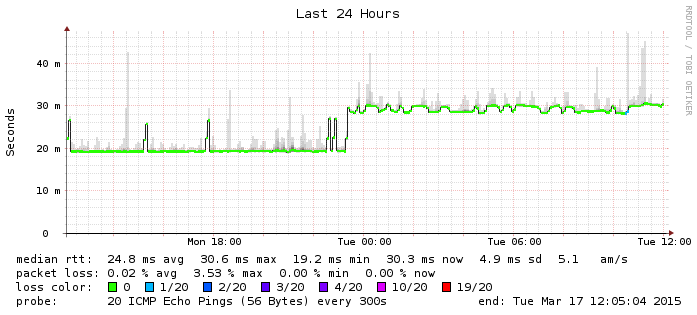 Last 24 Hours
RRDTOOL / TOBI OETIKER
Seconds
40 m
30 m
20 m
10 m
0
Mon 18:00 Tue 00:00 Tue 06:00 Tue 12:00
median rtt: 24.8 ms avg 30.6 ms max 19.2 ms min 30.3 ms now 4.9 ms sd 5.1 am/s
packet loss: 0.02 % avg 3.53 % max 0.00 % min 0.00 % now
loss color: 0 1/20 2/20 3/20 4/20 10/20 19/20
probe: 20 ICMP Echo Pings (56 Bytes) every 300s end: Tue Mar 17 12:05:04 2015